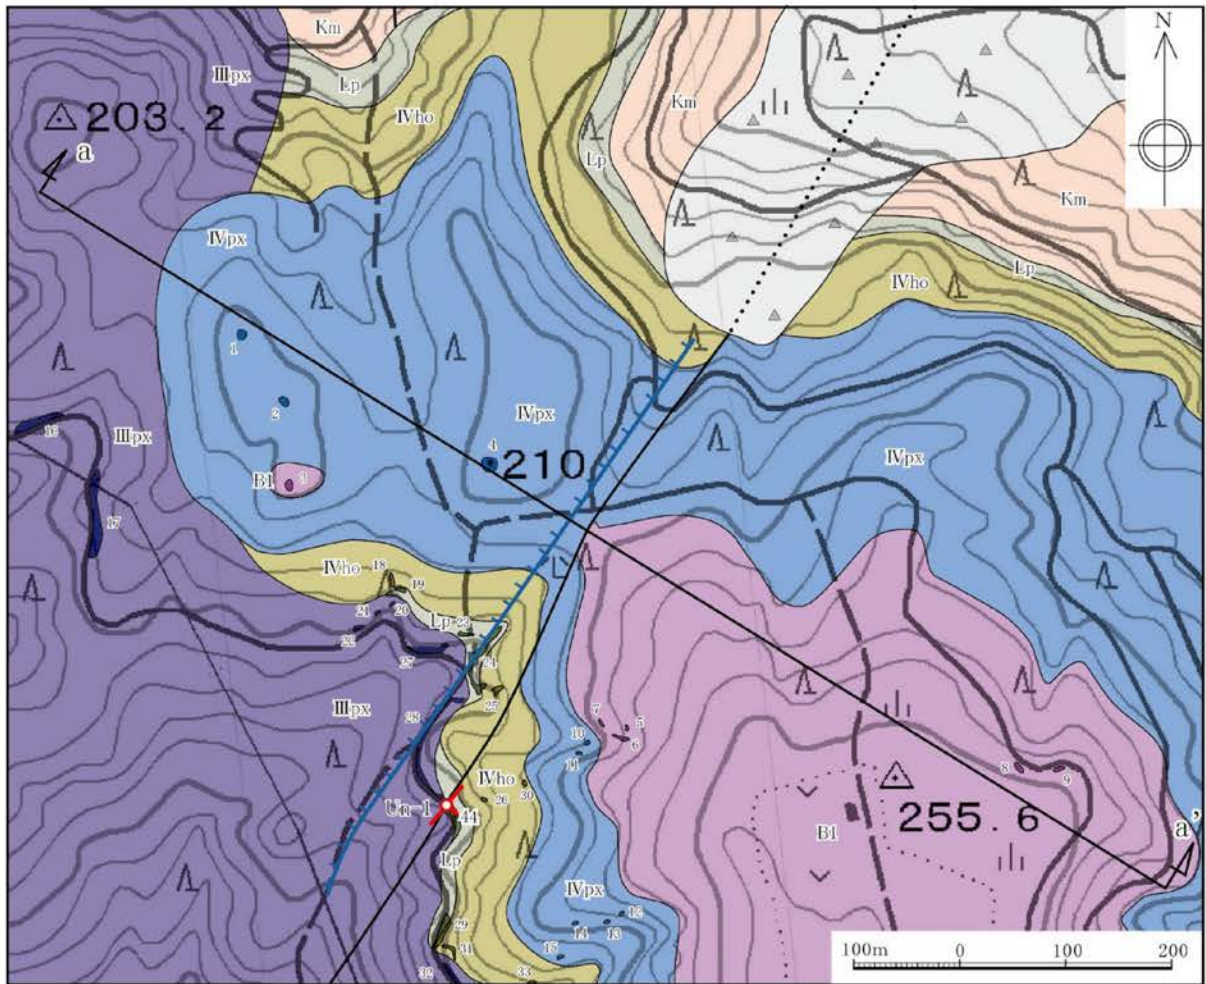 Km
N
Ⅲpx
Lp
△ 203. 2
Ⅳho
Km
a
Lp
Km
Ⅳpx
Lp
Ⅳho
1
2
Ⅳpx
4
210
Ⅳpx
16
Ⅲpx
B1
3
17
Ⅳho
18
19
21
20
Lp
23
22
27
24
Ⅲpx
28
25
7
5
6
10
11
8
9
Ⅳho
30
26
Un-1
44
255. 6
a'
B1
Lp
Ⅳpx
12
14
13
29
15
31
32
33
100m 0 100 200